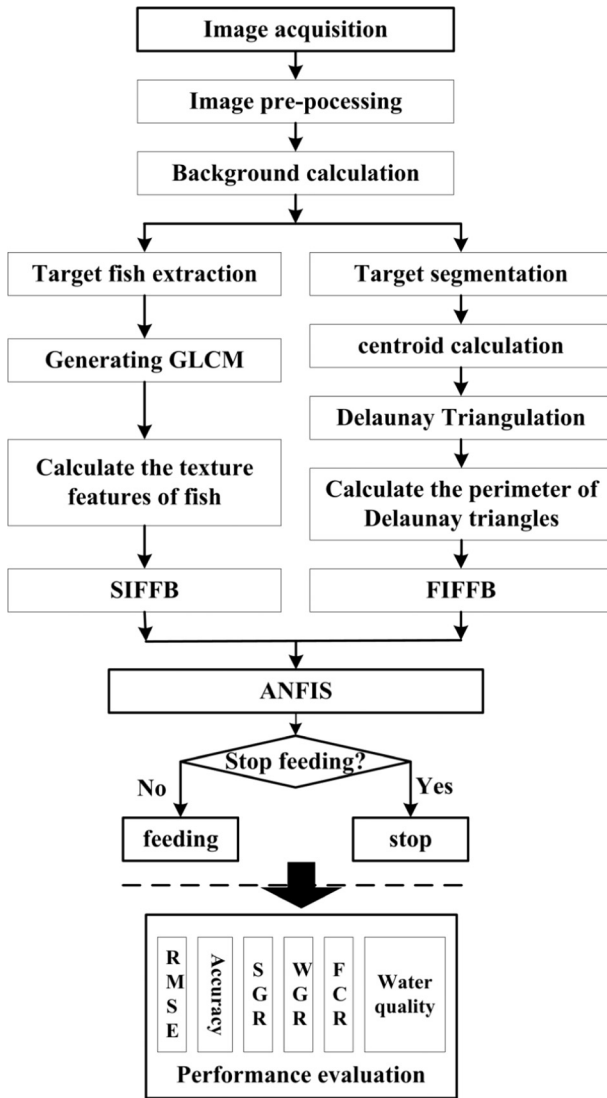 Image acquisition
Image pre-pocessing
Background calculation
Target fish extraction
Generating GLCM
Calculate the texture
features of fish
SIFFB
Target segmentation
centroid calculation
Delaunay Triangulation
Calculate the perimeter of
Delaunay triangles
FIFFB
ANFIS
Stop feeding?
No
Yes
feeding
stop
RMSE
Accuracy
SGR
WGR
FCR
Water
quality
Performance evaluation